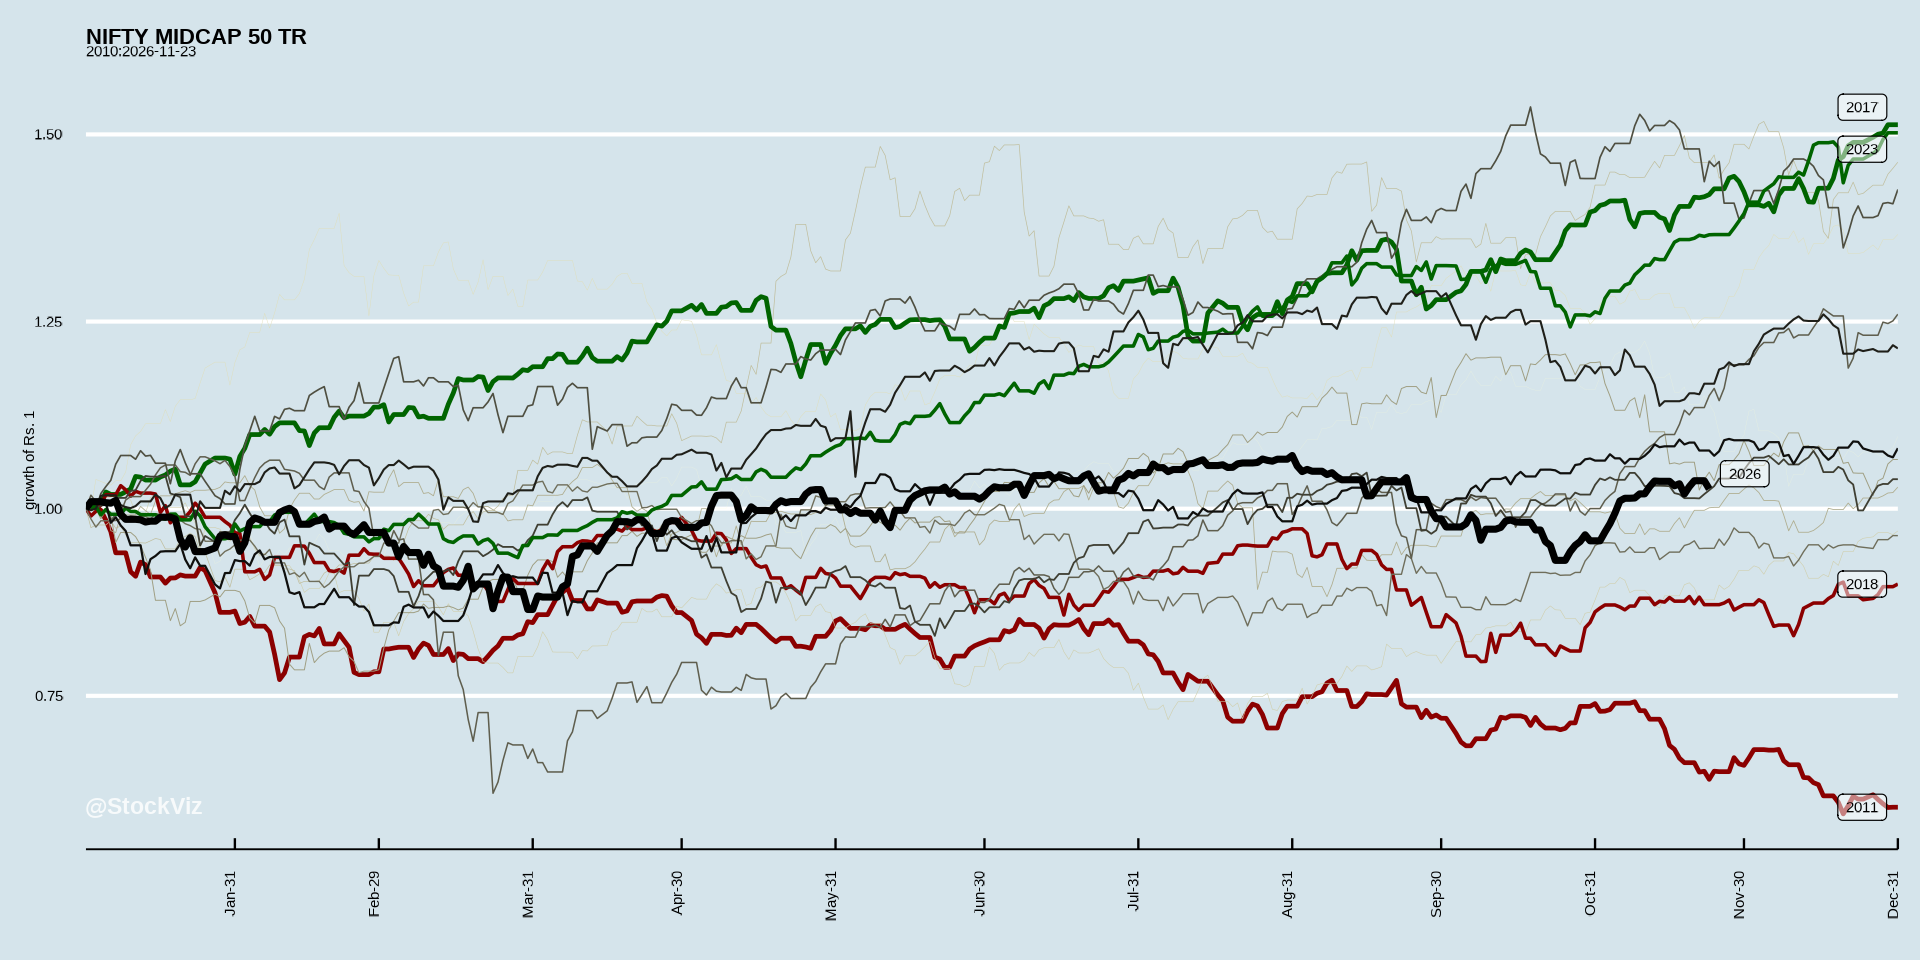 NIFTY MIDCAP 50 TR
2010:2026-11-23
growth of Rs. 1
1.50
1.25
1.00
0.75
2017
2023
2026
2018
2011
@StockViz
Jan-31
Feb-29
Mar-31
Apr-30
May-31
Jun-30
Jul-31
Aug-31
Sep-30
Oct-31
Nov-30
Dec-31